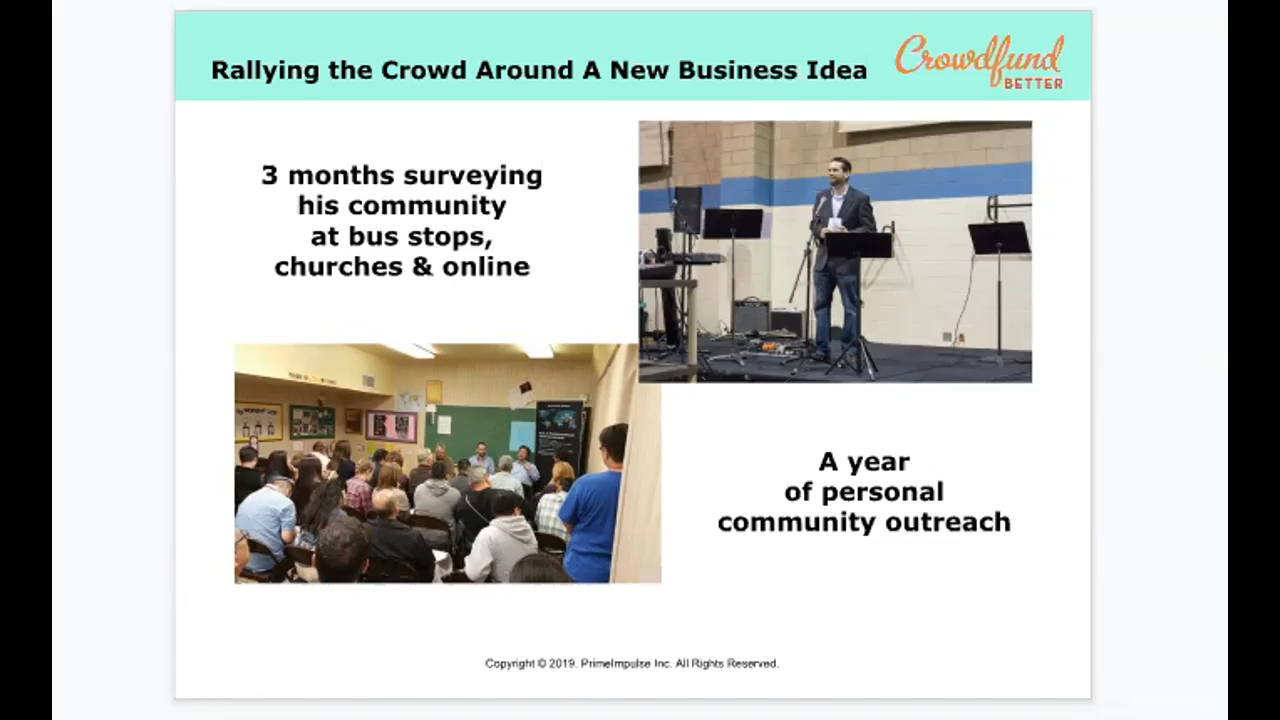 Rallying the Crowd Around A New Business Idea
Crowdfund
BETTER
3 months surveying
his community
at bus stops,
churches & online
A year
of personal
community outreach
Copyright © 2019. PrimeImpulse Inc. All Rights Reserved.